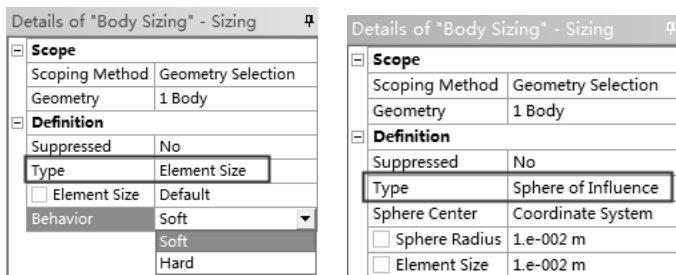 Details of "Body Sizing" - Sizing
Scope
Scoping Method Geometry Selection
Geometry 1 Body
Definition
Suppressed No
Type Element Size
Element Size Default
Behavior Soft
Soft
Hard
Details of "Body Sizing" - Sizing
Scope
Scoping Method Geometry Selection
Geometry 1 Body
Definition
Suppressed No
Type Sphere of Influence
Sphere Center Coordinate System
Sphere Radius 1.e-002 m
Element Size 1.e-002 m